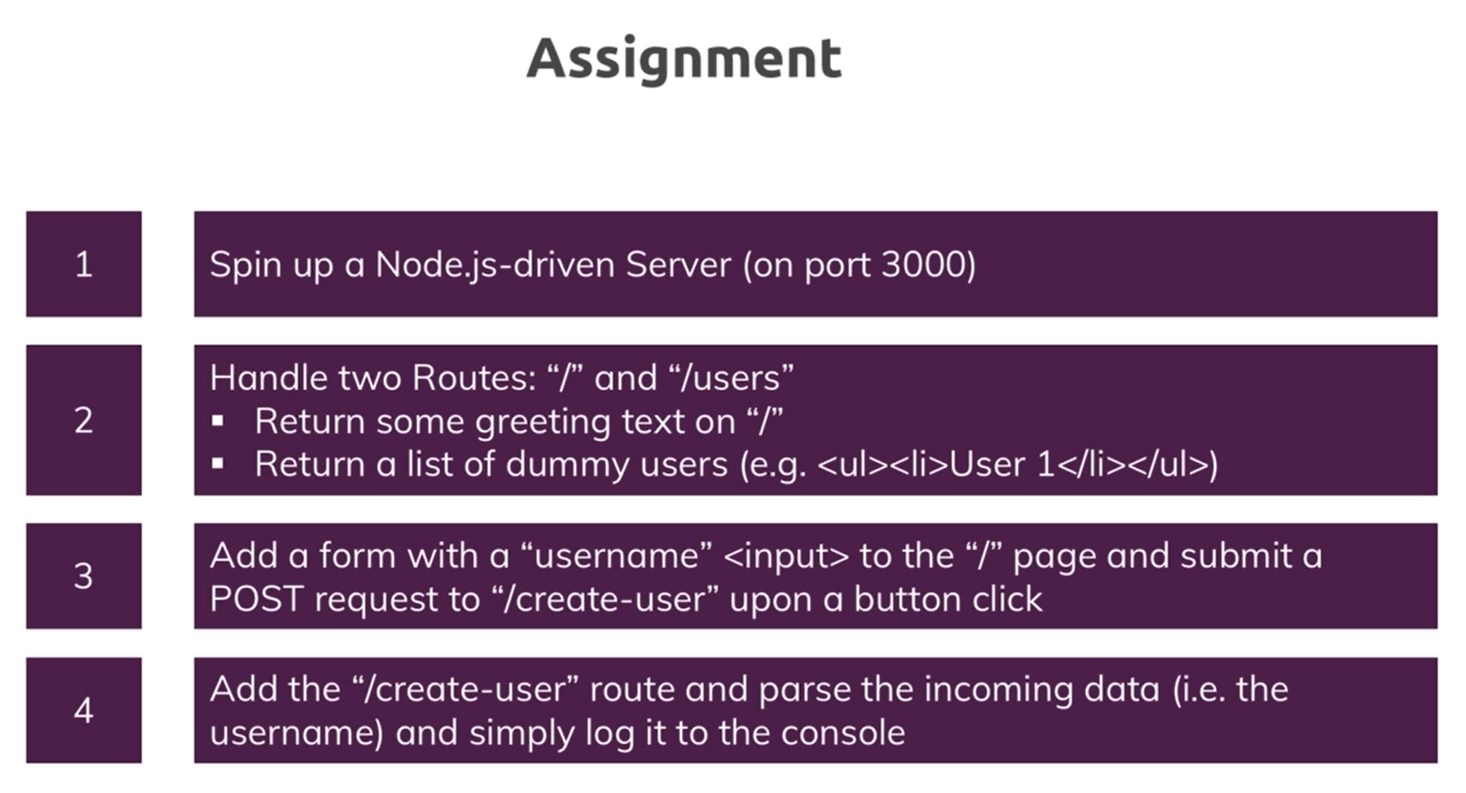 Assignment
1
Spin up a Node.js-driven Server (on port 3000)
2
Handle two Routes: “/” and “/users”
▪ Return some greeting text on “/”
▪ Return a list of dummy users (e.g. <ul><li>User 1</li></ul>)
3
Add a form with a “username” <input> to the “/” page and submit a
POST request to “/create-user” upon a button click
4
Add the “/create-user” route and parse the incoming data (i.e. the
username) and simply log it to the console